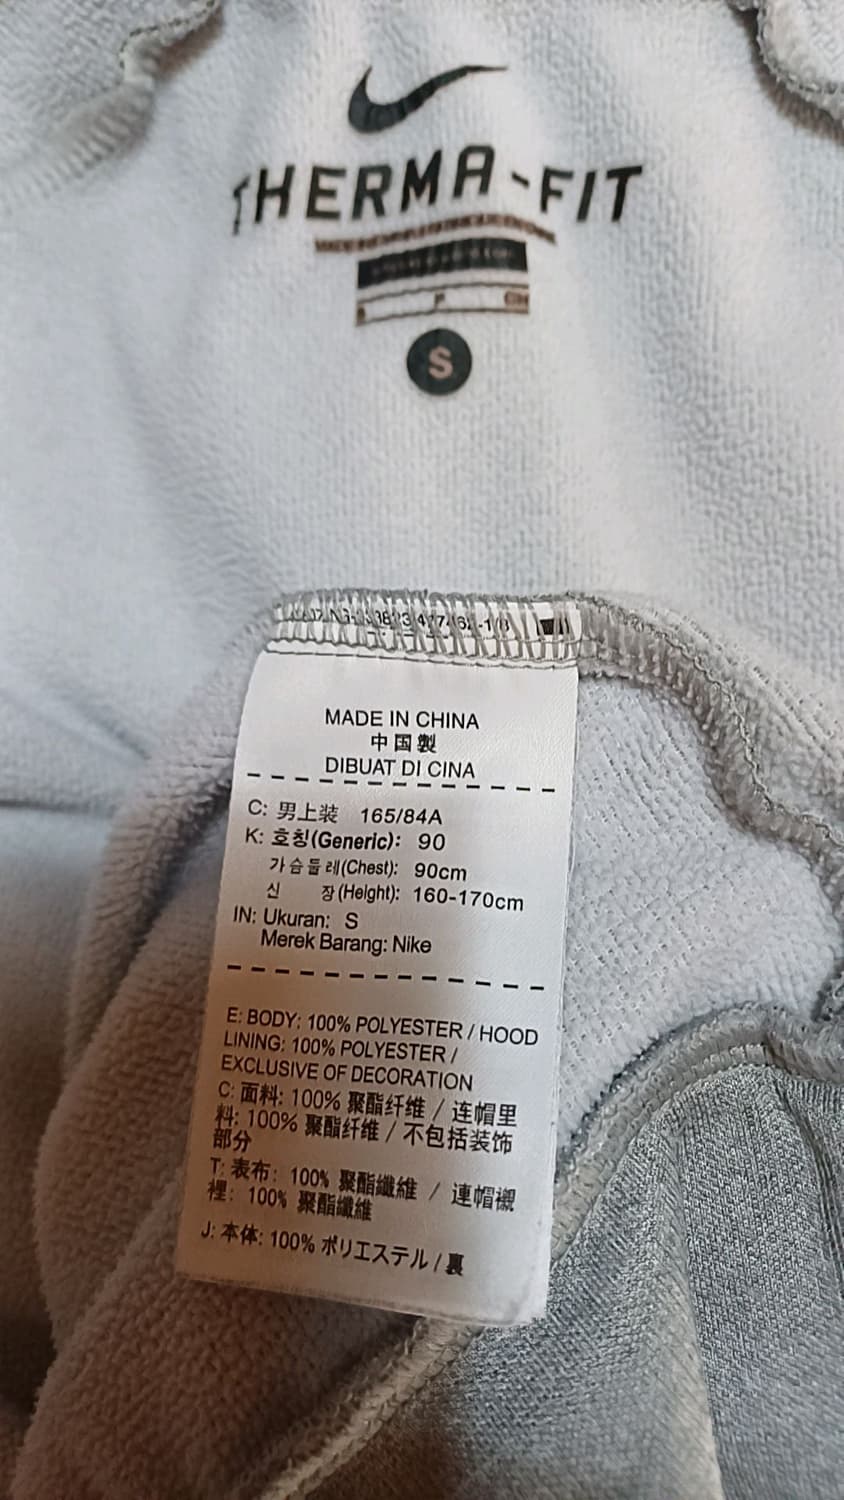 THERMA-FIT
S
MADE IN CHINA
中国製
DIBUAT DI CINA
C: 男上装 165/84A
K: 호칭(Generic): 90
가슴둘레(Chest): 90cm
신 장(Height): 160-170cm
IN: Ukuran: S
Merek Barang: Nike
E: BODY: 100% POLYESTER / HOOD
LINING: 100% POLYESTER /
EXCLUSIVE OF DECORATION
C: 面料: 100% 聚酯纤维 / 连帽里
料: 100% 聚酯纤维 / 不包括装饰
部分
T: 表布: 100% 聚酯纖維 / 連帽襯
裡: 100% 聚酯纖維
J: 本体: 100% ポリエステル / 裏